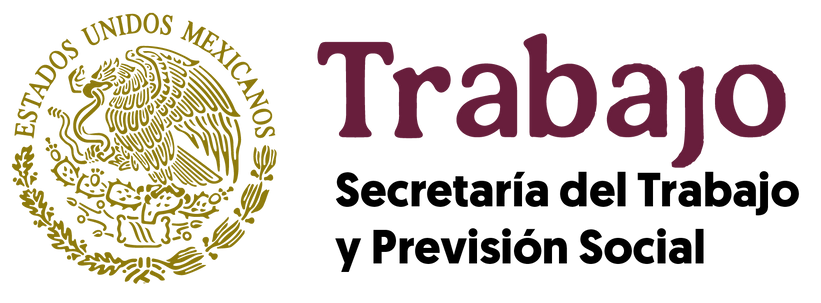 ESTADOS UNIDOS MEXICANOS
Trabajo
Secretaría del Trabajo
y Previsión Social